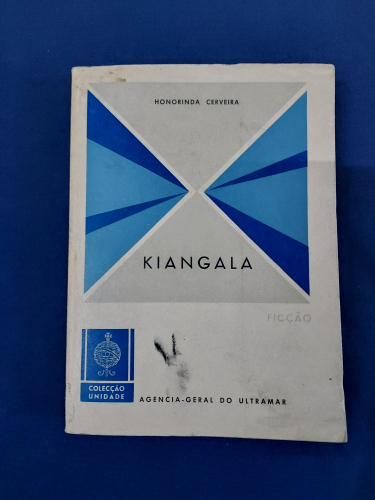 HONORINDA CERVEIRA
KIANGALA
FICÇÃO
COLECÇÃO
UNIDADE
AGENCIA-GERAL DO ULTRAMAR